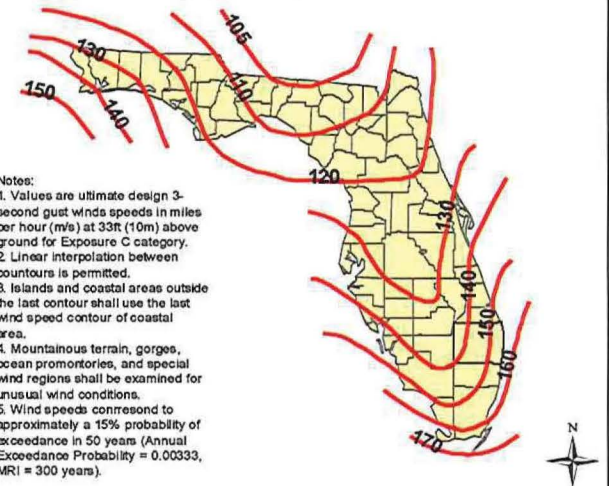 105
130
110
150
140
120
Notes:
1. Values are ultimate design 3-
second gust winds speeds in miles
per hour (m/s) at 33ft (10m) above
ground for Exposure C category.
2. Linear interpolation between
countours is permitted.
3. Islands and coastal areas outside
the last contour shall use the last
wind speed contour of coastal
area.
4. Mountainous terrain, gorges,
ocean promontories, and special
wind regions shall be examined for
unusual wind conditions.
5. Wind speeds conrresond to
approximately a 15% probability of
exceedance in 50 years (Annual
Exceedance Probability = 0.00333,
MRI = 300 years).
130
140
150
160
170
N